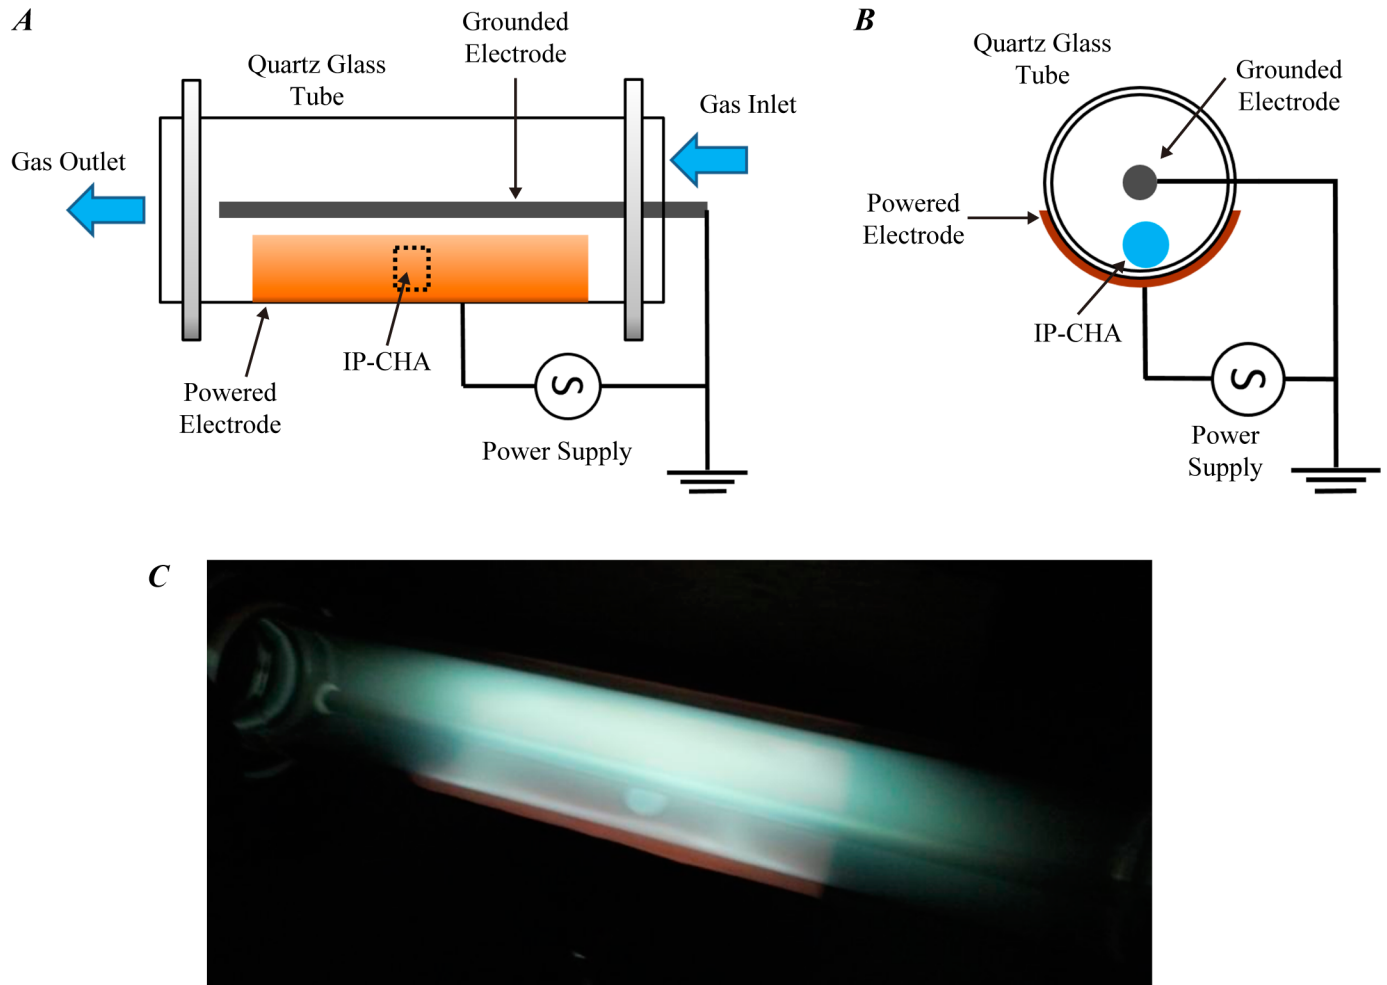 A
Grounded
Electrode
Quartz Glass
Tube
Gas Inlet
Gas Outlet
IP-CHA
Powered
Electrode
Power Supply
B
Quartz Glass
Tube
Grounded
Electrode
Powered
Electrode
IP-CHA
Power
Supply
C